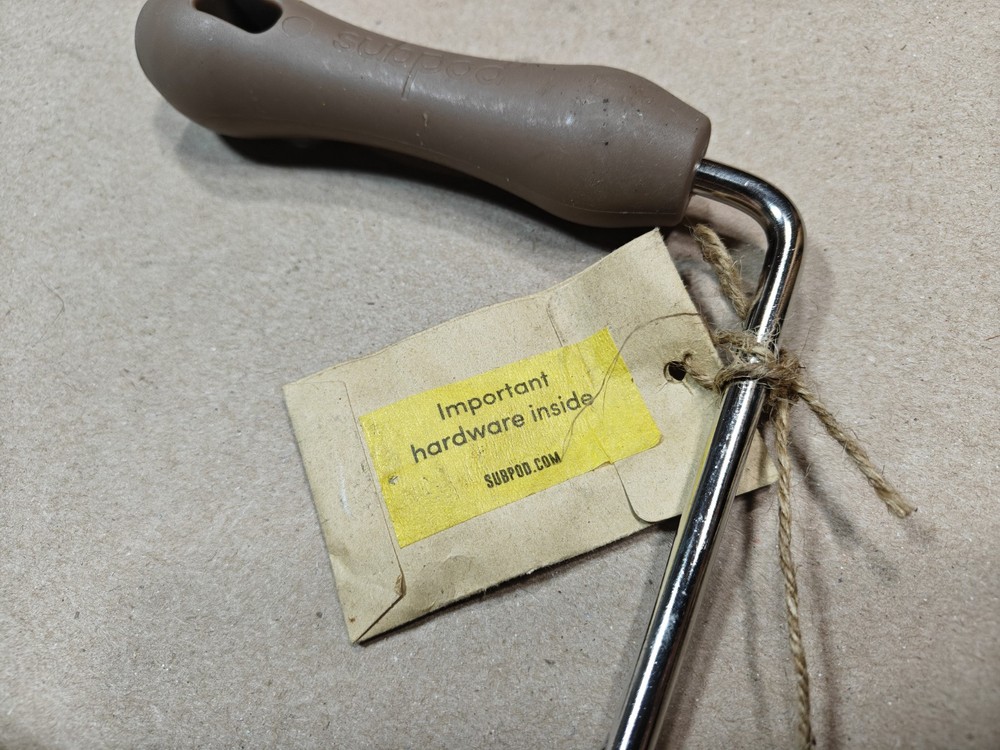 subpod
Important
hardware inside
SUBPOD.COM